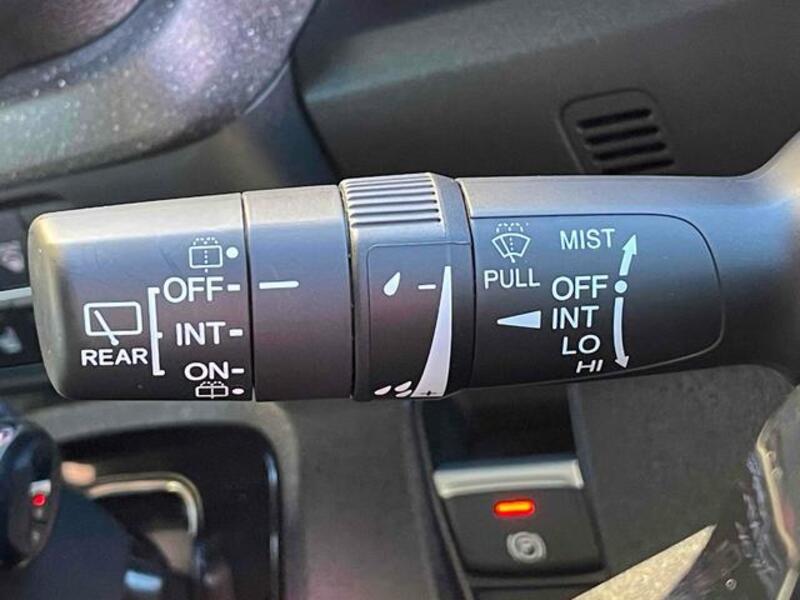 OFF
INT
REAR
ON
PULL
MIST
OFF
INT
LO
HI